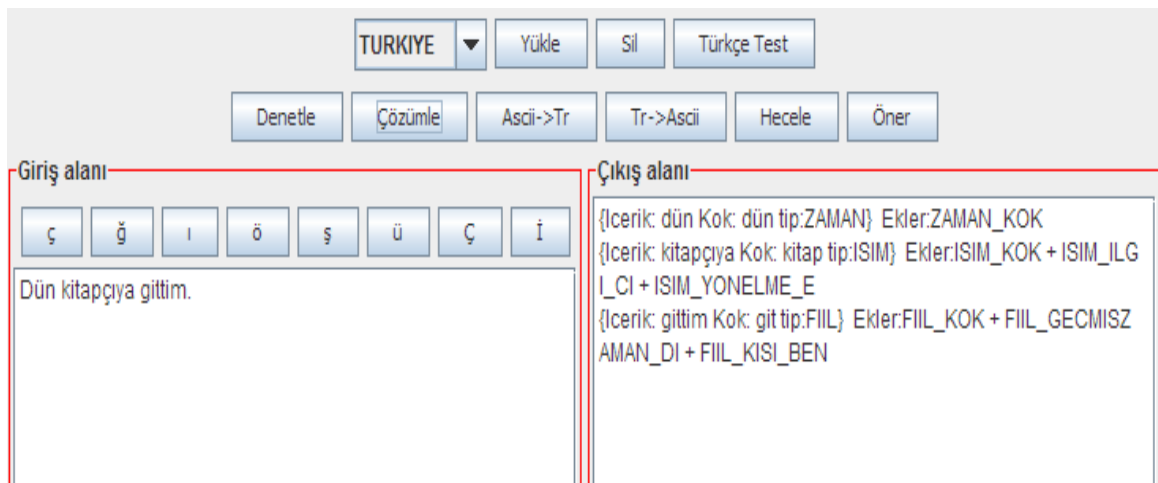 TURKIYE Yükle Sil Türkçe Test
Denetle Çözümle Ascii->Tr Tr->Ascii Hecele Öner
Giriş alanı
ç ğ ı ö ş ü Ç İ
Dün kitapçıya gittim.
Çıkış alanı
{Icerik: dün Kok: dün tip:ZAMAN} Ekler:ZAMAN_KOK
{Icerik: kitapçıya Kok: kitap tip:ISIM} Ekler:ISIM_KOK + ISIM_ILG
I_CI + ISIM_YONELME_E
{Icerik: gittim Kok: git tip:FIIL} Ekler:FIIL_KOK + FIIL_GECMISZ
AMAN_DI + FIIL_KISI_BEN